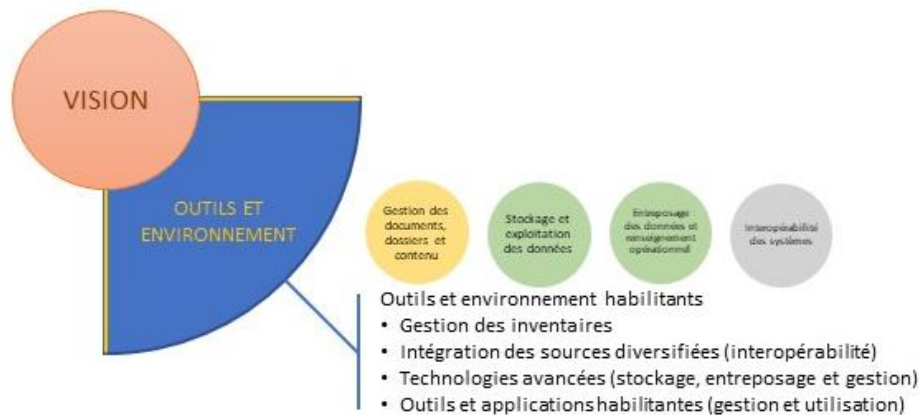 VISION
OUTILS ET
ENVIRONNEMENT
Gestion des
documents,
dossiers et
contenu
Stockage et
exploitation
des données
Entreposage
des données et
renseignement
opérationnel
Interopérabilité
des systèmes
Outils et environnement habilitants
• Gestion des inventaires
• Intégration des sources diversifiées (interopérabilité)
• Technologies avancées (stockage, entreposage et gestion)
• Outils et applications habilitantes (gestion et utilisation)